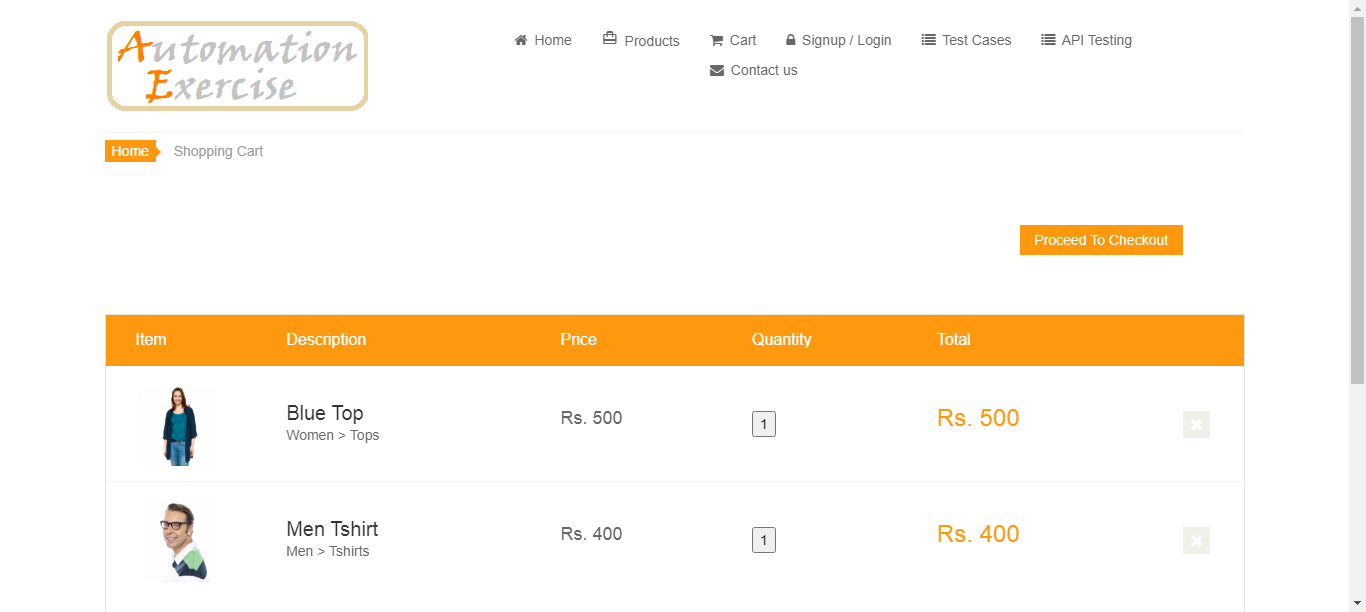 Automation
Exercise
Home Products Cart Signup / Login Test Cases API Testing
Contact us
Home Shopping Cart
Proceed To Checkout
Item Description Price Quantity Total
Blue Top
Women > Tops
Rs. 500 1 Rs. 500
Men Tshirt
Men > Tshirts
Rs. 400 1 Rs. 400